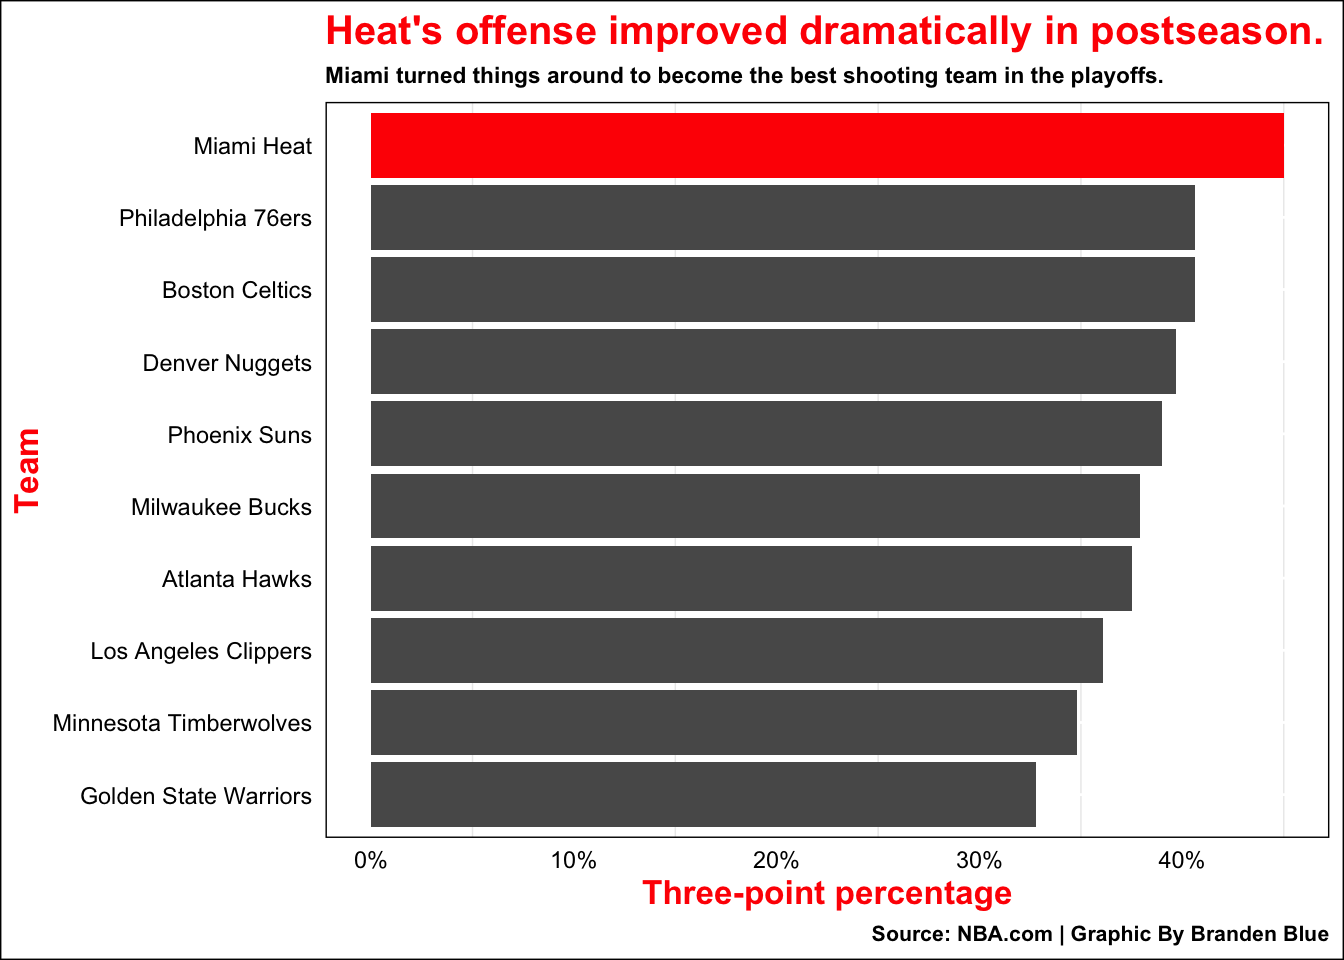 Heat's offense improved dramatically in postseason.
Miami turned things around to become the best shooting team in the playoffs.
Team
Miami Heat
Philadelphia 76ers
Boston Celtics
Denver Nuggets
Phoenix Suns
Milwaukee Bucks
Atlanta Hawks
Los Angeles Clippers
Minnesota Timberwolves
Golden State Warriors
0% 10% 20% 30% 40%
Three-point percentage
Source: NBA.com | Graphic By Branden Blue